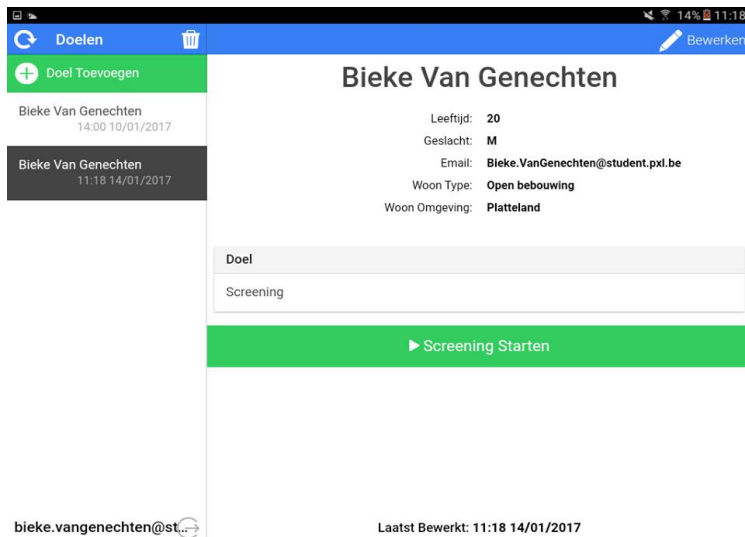 14% 11:18
Doelen
Bewerken
Doel Toevoegen
Bieke Van Genechten
14:00 10/01/2017
Bieke Van Genechten
11:18 14/01/2017
bieke.vangenechten@st...
Bieke Van Genechten
Leeftijd: 20
Geslacht: M
Email: Bieke.VanGenechten@student.pxl.be
Woon Type: Open bebouwing
Woon Omgeving: Platteland
Doel
Screening
Screening Starten
Laatst Bewerkt: 11:18 14/01/2017